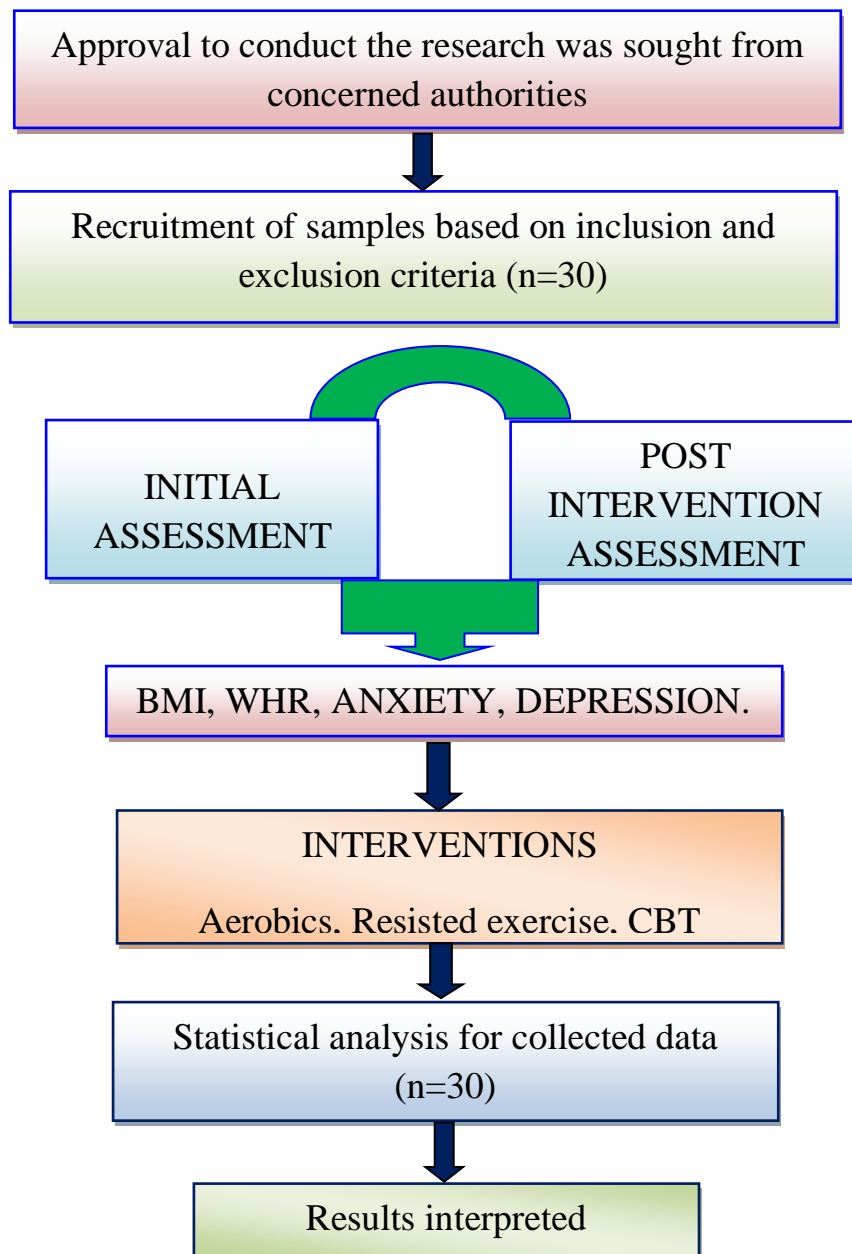 Approval to conduct the research was sought from
concerned authorities
Recruitment of samples based on inclusion and
exclusion criteria (n=30)
INITIAL
ASSESSMENT
POST
INTERVENTION
ASSESSMENT
BMI, WHR, ANXIETY, DEPRESSION.
INTERVENTIONS
Aerobics, Resisted exercise, CBT
Statistical analysis for collected data
(n=30)
Results interpreted